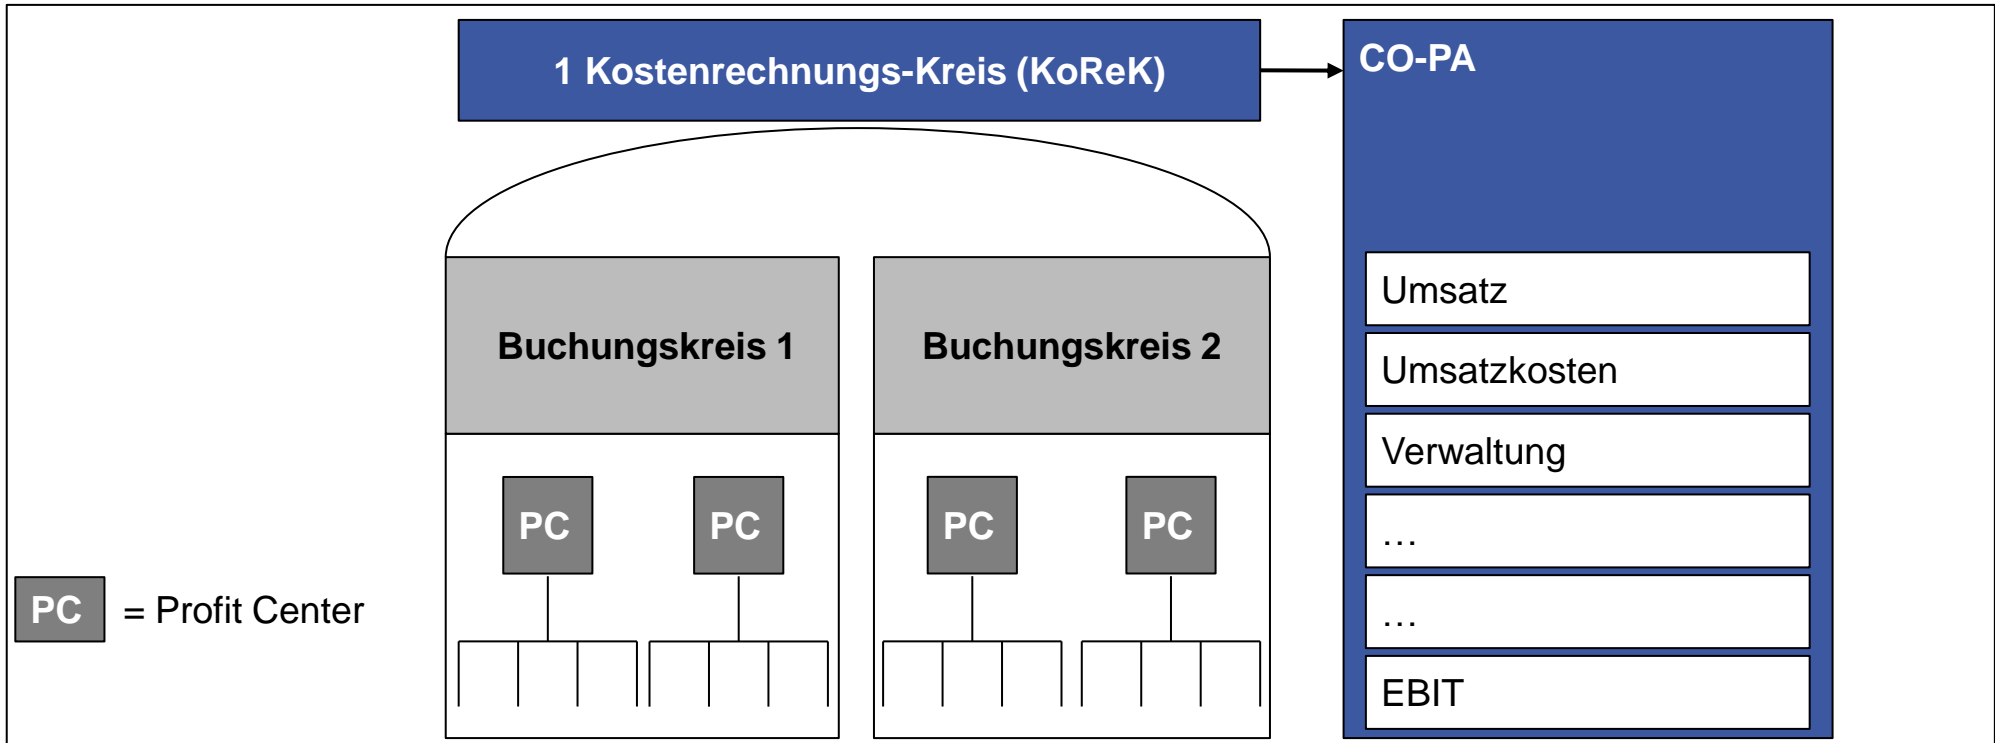 1 Kostenrechnungs-Kreis (KoReK)
CO-PA
Buchungskreis 1
Buchungskreis 2
PC
PC
PC
PC
PC = Profit Center
Umsatz
Umsatzkosten
Verwaltung
…
…
EBIT